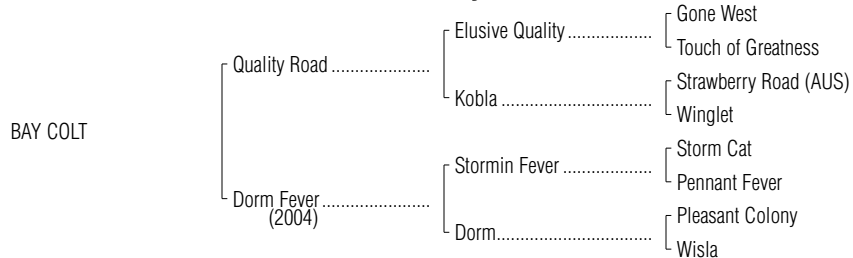 Gone West
Elusive Quality ..................
Touch of Greatness
Quality Road .....................
Strawberry Road (AUS)
Kobla ................................
Winglet
BAY COLT
Storm Cat
Stormin Fever ...................
Pennant Fever
Dorm Fever .......................
(2004)
Pleasant Colony
Dorm .................................
Wisla